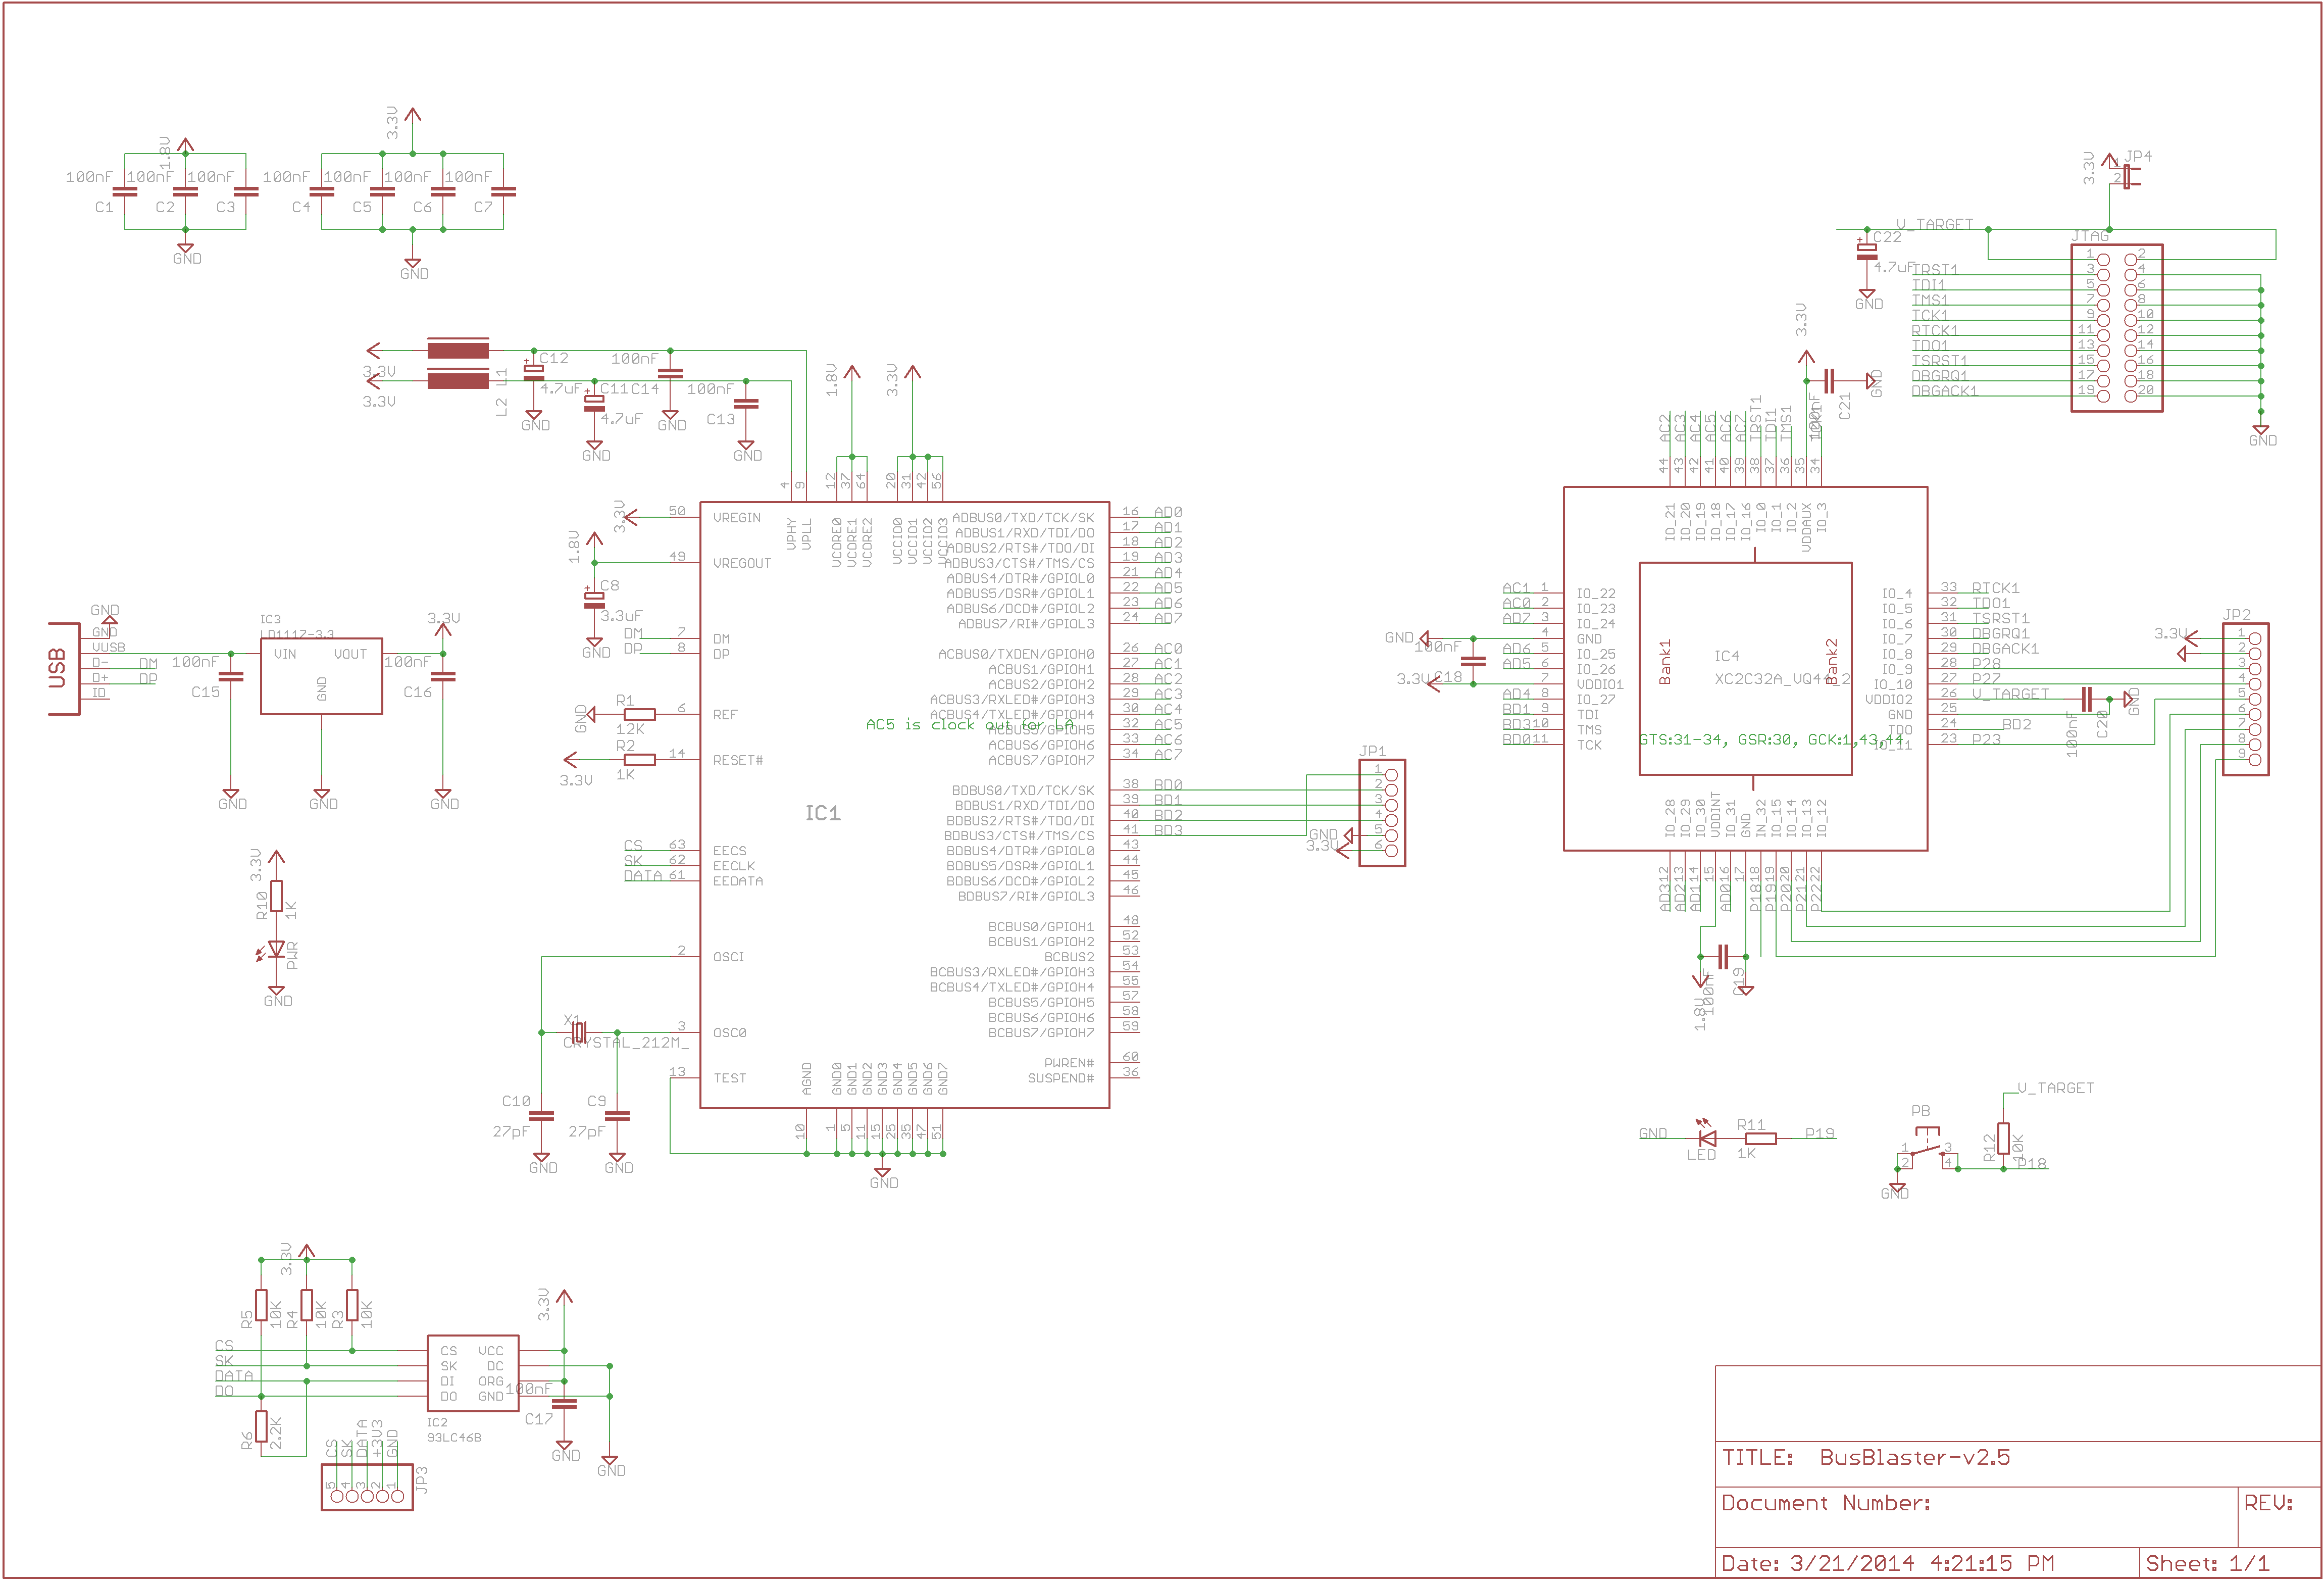 3.3V
1.8V
100nF 100nF 100nF
C1 C2 C3
GND
100nF 100nF 100nF 100nF
C4 C5 C6 C7
GND
3.3V
3.3V
L1
L2
C12
4.7uF
GND
C11
4.7uF
GND
100nF
C14
GND
100nF
C13
GND
1.8V
3.3V
4 9 12 37 64 20 31 42 56
VPHY VPLL VCORE0 VCORE1 VCORE2 VCCIO0 VCCIO1 VCCIO2 VCCIO3
3.3V 50 VREGIN
1.8V 49 VREGOUT
C8
3.3uF
GND
DM 7 DM
DP 8 DP
GND R1 12K 6 REF
3.3V R2 1K 14 RESET#
CS 63 EECS
SK 62 EECLK
DATA 61 EEDATA
2 OSCI
3 OSCO
13 TEST
X1
CRYSTAL_212M_
C10
27pF
GND
C9
27pF
GND
IC1
AC5 is clock out for LA
ADBUS0/TXD/TCK/SK 16 AD0
ADBUS1/RXD/TDI/DO 17 AD1
ADBUS2/RTS#/TDO/DI 18 AD2
ADBUS3/CTS#/TMS/CS 19 AD3
ADBUS4/DTR#/GPIOL0 21 AD4
ADBUS5/DSR#/GPIOL1 22 AD5
ADBUS6/DCD#/GPIOL2 23 AD6
ADBUS7/RI#/GPIOL3 24 AD7
ACBUS0/TXDEN/GPIOH0 26 AC0
ACBUS1/GPIOH1 27 AC1
ACBUS2/GPIOH2 28 AC2
ACBUS3/RXLED#/GPIOH3 29 AC3
ACBUS4/TXLED#/GPIOH4 30 AC4
ACBUS5/GPIOH5 32 AC5
ACBUS6/GPIOH6 33 AC6
ACBUS7/GPIOH7 34 AC7
BDBUS0/TXD/TCK/SK 38 BD0
BDBUS1/RXD/TDI/DO 39 BD1
BDBUS2/RTS#/TDO/DI 40 BD2
BDBUS3/CTS#/TMS/CS 41 BD3
BDBUS4/DTR#/GPIOL0 43
BDBUS5/DSR#/GPIOL1 44
BDBUS6/DCD#/GPIOL2 45
BDBUS7/RI#/GPIOL3 46
BCBUS0/GPIOH1 48
BCBUS1/GPIOH2 52
BCBUS2 53
BCBUS3/RXLED#/GPIOH3 54
BCBUS4/TXLED#/GPIOH4 55
BCBUS5/GPIOH5 57
BCBUS6/GPIOH6 58
BCBUS7/GPIOH7 59
PWREN# 60
SUSPEND# 36
AGND GND0 GND1 GND2 GND3 GND4 GND5 GND6 GND7
10 1 5 11 15 25 35 47 51
GND
USB
GND
GND
VUSB
D- DM
D+ DP
ID
100nF
C15
GND
IC3
LD1117-3.3
VIN VOUT
GND
GND
3.3V
100nF
C16
GND
3.3V
R10
1K
PWR
GND
3.3V
R5 10K R4 10K R3 10K
CS
SK
DATA
DO
R6
2.2K
CS VCC
SK DC
DI ORG
DO GND
IC2
93LC46B
3.3V
100nF
C17
GND
GND
CS SK DATA +3V3 GND
5 4 3 2 1
JP3
JP1
1
2
3
4
GND 5
3.3V 6
3.3V
JP4
1
2
V_TARGET
C22
4.7uF
GND
JTAG
1 2
TRST1 3 4
TDI1 5 6
TMS1 7 8
TCK1 9 10
RTCK1 11 12
TDO1 13 14
TSRST1 15 16
DBGRQ1 17 18
DBGACK1 19 20
GND
3.3V
100nF
C21
GND
AC2 AC3 AC4 AC5 AC6 AC7 TRST1 TDI1 TMS1
44 43 42 41 40 39 38 37 36 35 34
IO_21 IO_20 IO_19 IO_18 IO_17 IO_16 IO_0 IO_1 IO_2 VDDAUX IO_3
AC1 1 IO_22
AC0 2 IO_23
AD7 3 IO_24
GND 4 GND
AD6 5 IO_25
AD5 6 IO_26
3.3V 7 VDDIO1
AD4 8 IO_27
BD1 9 TDI
BD3 10 TMS
BD0 11 TCK
100nF
C18
Bank1
IC4
XC2C32A_VQ44_2
Bank2
GTS:31-34, GSR:30, GCK:1,43,44
IO_4 33 RTCK1
IO_5 32 TDO1
IO_6 31 TSRST1
IO_7 30 DBGRQ1
IO_8 29 DBGACK1
IO_9 28 P28
IO_10 27 P27
VDDIO2 26 V_TARGET
GND 25
TDO 24 BD2
IO_11 23 P23
100nF
C20
GND
IO_28 IO_29 IO_30 VDDINT IO_31 GND IN_32 IO_15 IO_14 IO_13 IO_12
AD3 12 AD2 13 AD1 14 15 AD0 16 17 P18 18 P19 19 P20 20 P21 21 P22 22
1.8V
100nF
C19
JP2
3.3V 1
2
3
4
5
6
7
8
9
GND
LED
R11
1K
P19
PB
1 3
2 4
GND
V_TARGET
R12
10K
P18
TITLE: BusBlaster-v2.5
Document Number:
REV:
Date: 3/21/2014 4:21:15 PM
Sheet: 1/1